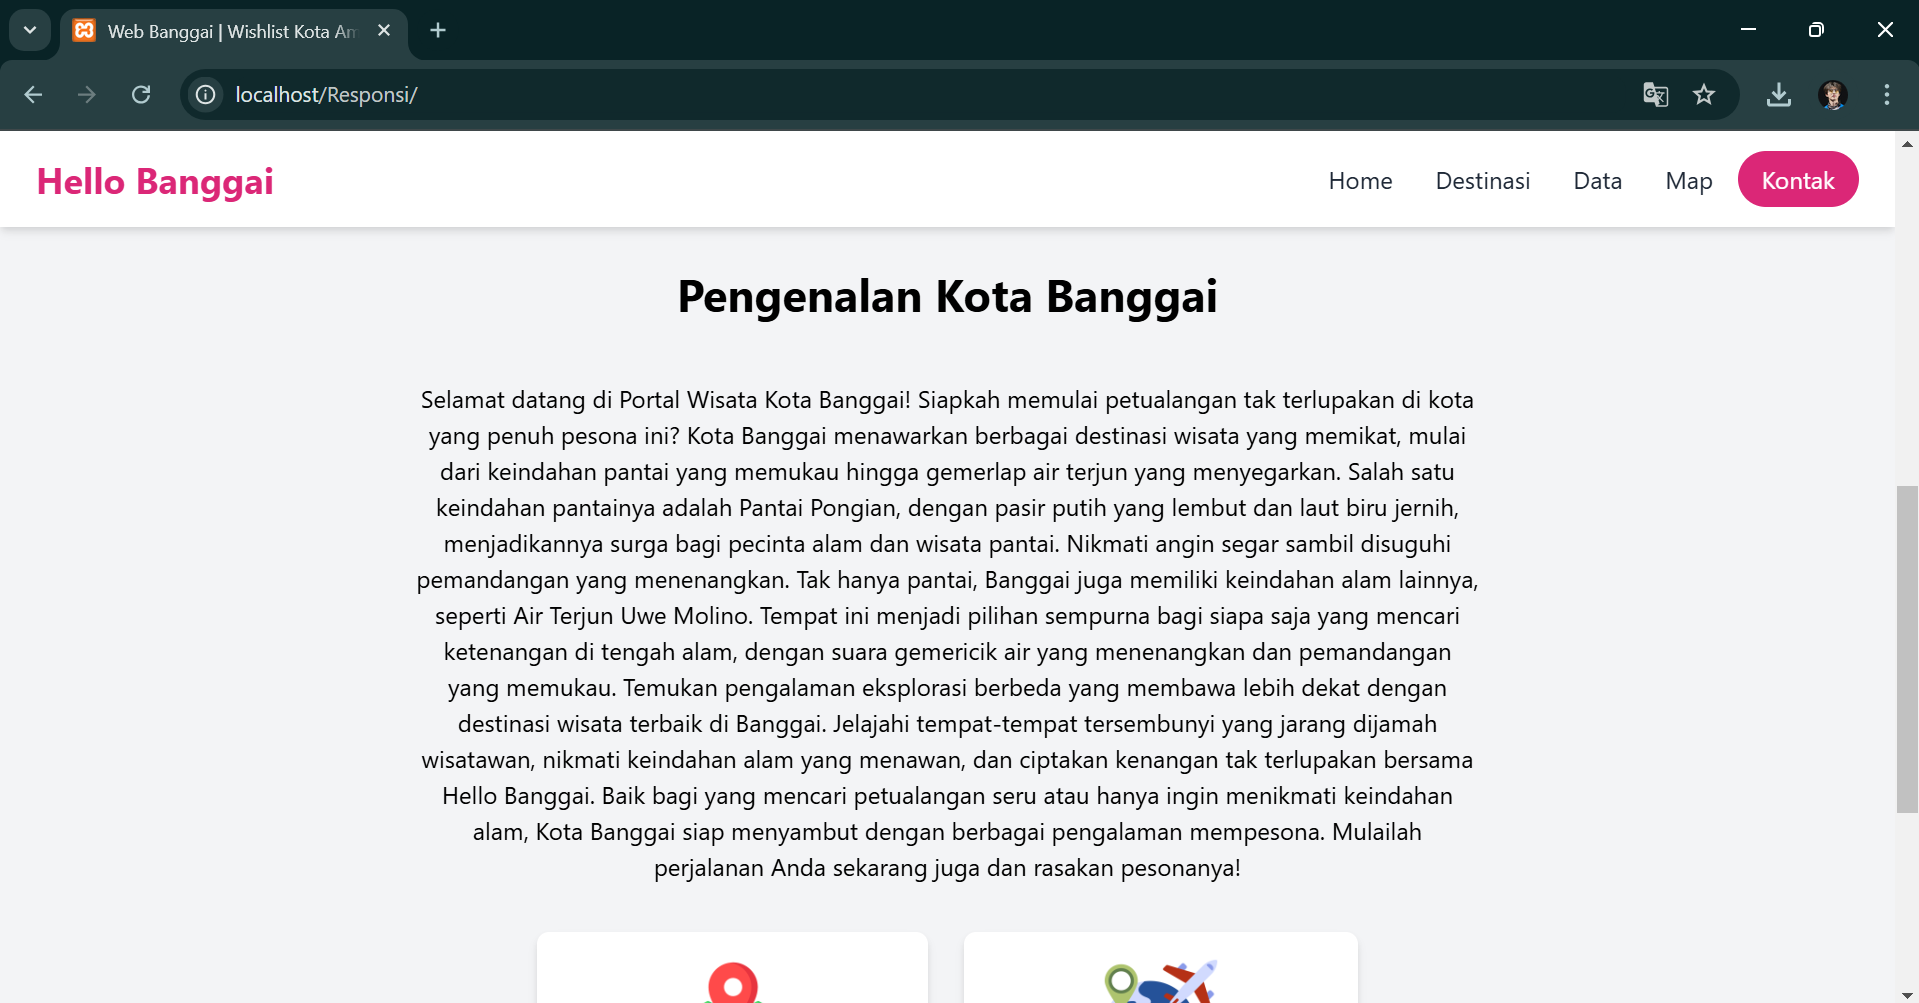 Web Banggai | Wishlist Kota Am
localhost/Responsi/
Hello Banggai
Home
Destinasi
Data
Map
Kontak
Pengenalan Kota Banggai
Selamat datang di Portal Wisata Kota Banggai! Siapkah memulai petualangan tak terlupakan di kota
yang penuh pesona ini? Kota Banggai menawarkan berbagai destinasi wisata yang memikat, mulai
dari keindahan pantai yang memukau hingga gemerlap air terjun yang menyegarkan. Salah satu
keindahan pantainya adalah Pantai Pongian, dengan pasir putih yang lembut dan laut biru jernih,
menjadikannya surga bagi pecinta alam dan wisata pantai. Nikmati angin segar sambil disuguhi
pemandangan yang menenangkan. Tak hanya pantai, Banggai juga memiliki keindahan alam lainnya,
seperti Air Terjun Uwe Molino. Tempat ini menjadi pilihan sempurna bagi siapa saja yang mencari
ketenangan di tengah alam, dengan suara gemericik air yang menenangkan dan pemandangan
yang memukau. Temukan pengalaman eksplorasi berbeda yang membawa lebih dekat dengan
destinasi wisata terbaik di Banggai. Jelajahi tempat-tempat tersembunyi yang jarang dijamah
wisatawan, nikmati keindahan alam yang menawan, dan ciptakan kenangan tak terlupakan bersama
Hello Banggai. Baik bagi yang mencari petualangan seru atau hanya ingin menikmati keindahan
alam, Kota Banggai siap menyambut dengan berbagai pengalaman mempesona. Mulailah
perjalanan Anda sekarang juga dan rasakan pesonanya!